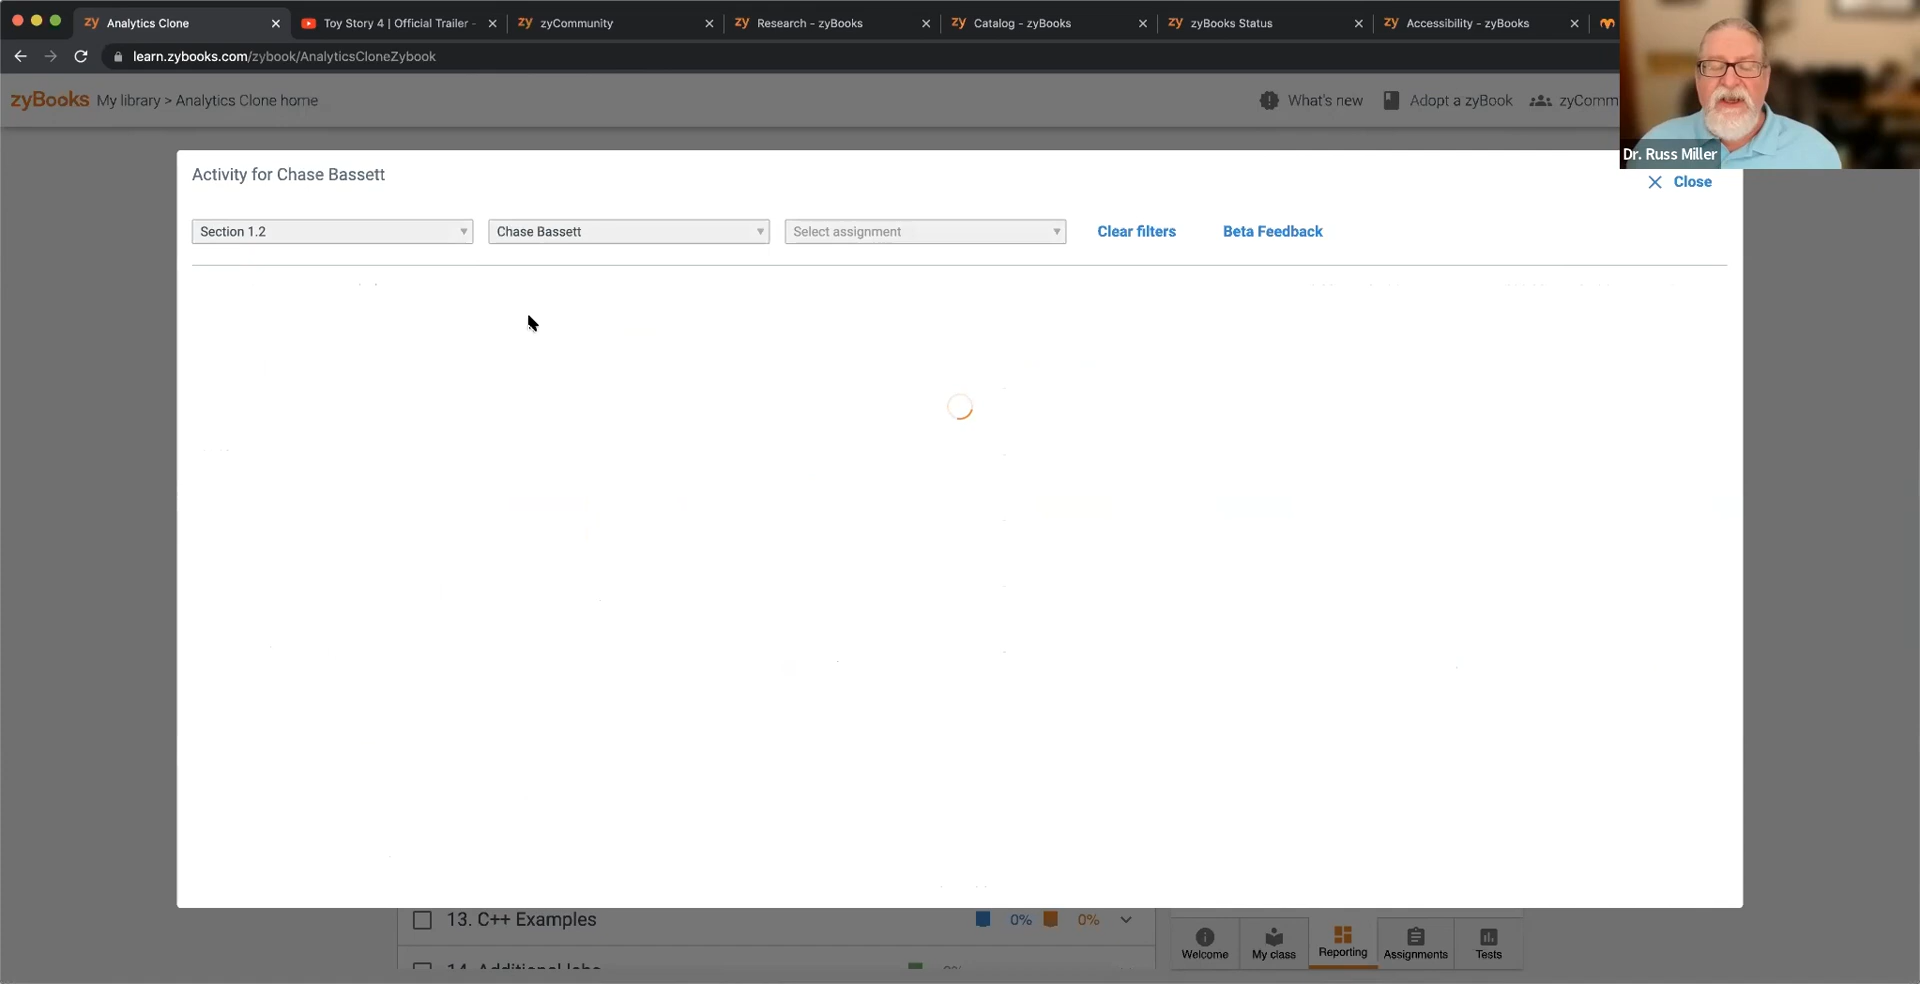 Analytics Clone
Toy Story 4 | Official Trailer -
zyCommunity
Research - zyBooks
Catalog - zyBooks
zyBooks Status
Accessibility - zyBooks
learn.zybooks.com/zybook/AnalyticsCloneZybook
zyBooks My library > Analytics Clone home
What's new
Adopt a zyBook
zyComm
Dr. Russ Miller
Activity for Chase Bassett
Close
Section 1.2
Chase Bassett
Select assignment
Clear filters
Beta Feedback
13. C++ Examples
0%
0%
Welcome
My class
Reporting
Assignments
Tests